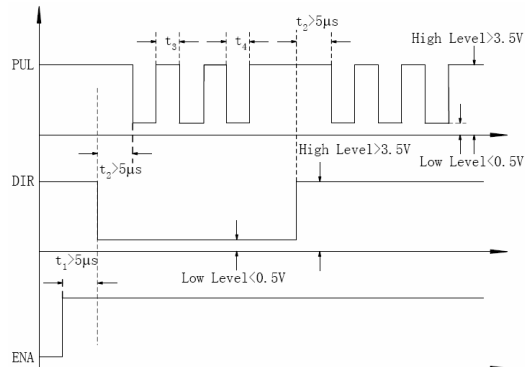 t₂>5μs
t₃
t₄
High Level>3.5V
PUL
High Level>3.5V
Low Level<0.5V
t₂>5μs
DIR
t₁>5μs
Low Level<0.5V
ENA